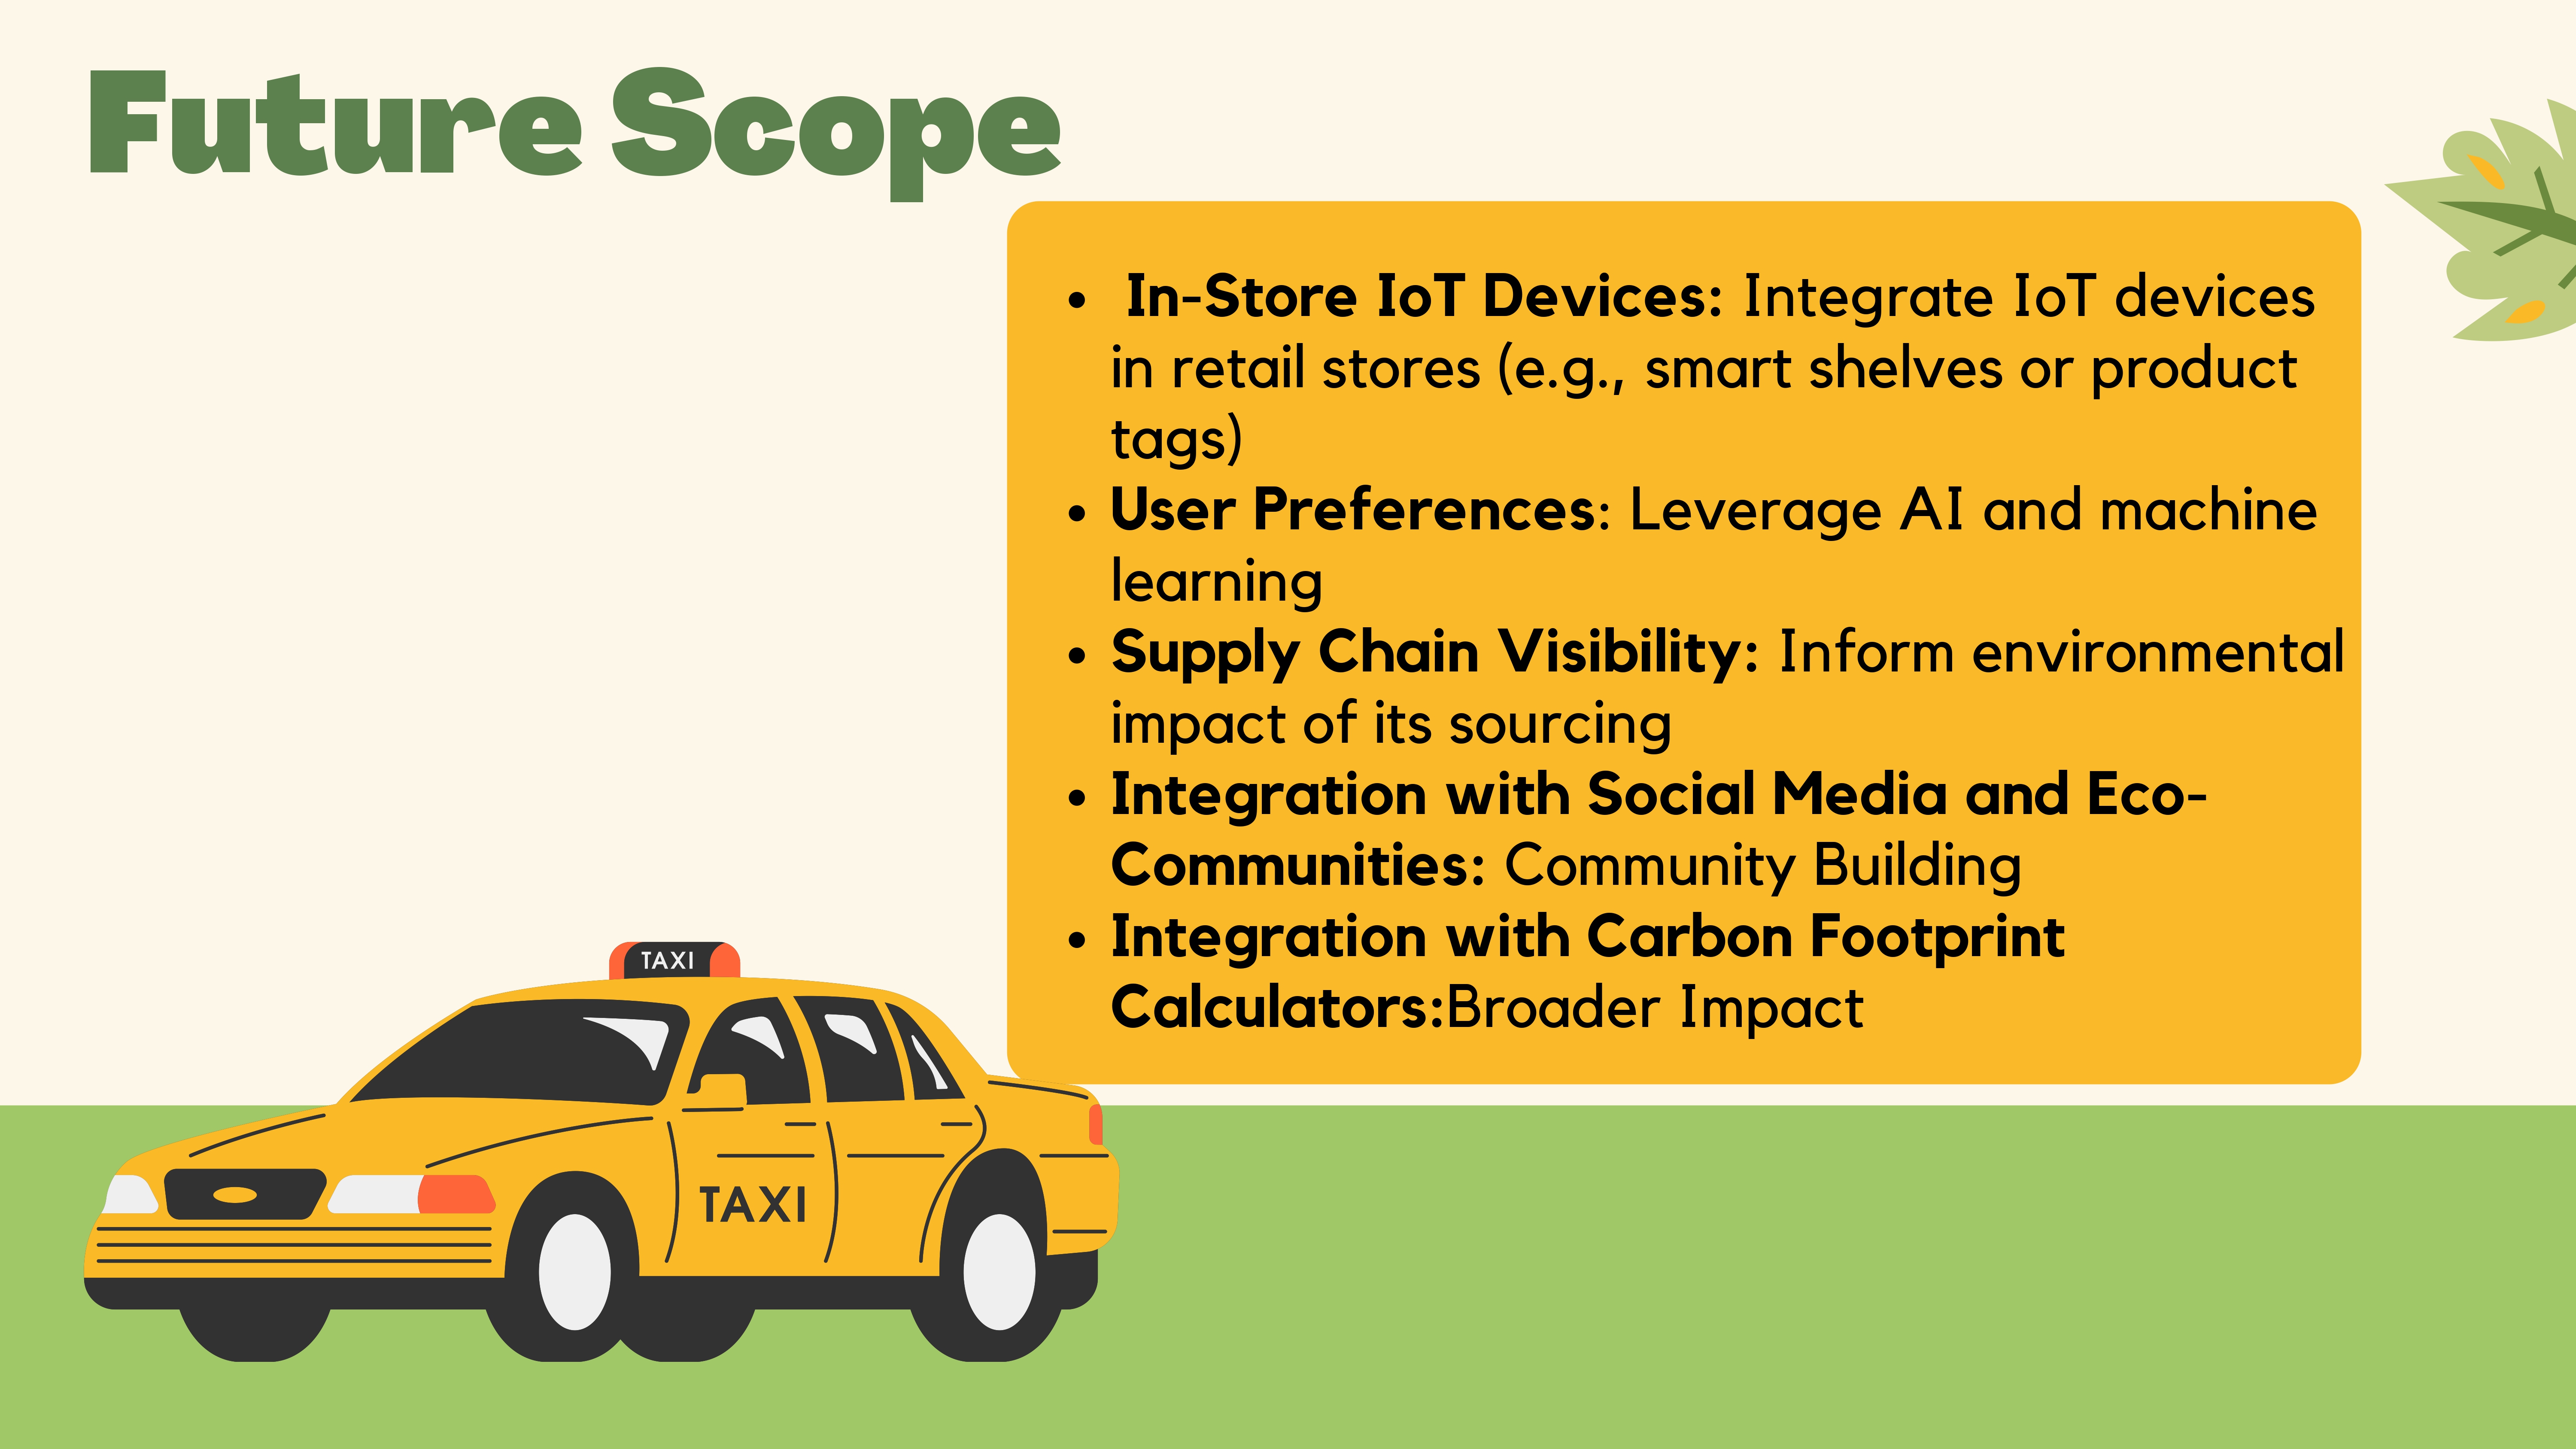 Future Scope
• In-Store IoT Devices: Integrate IoT devices
in retail stores (e.g., smart shelves or product
tags)
• User Preferences: Leverage AI and machine
learning
• Supply Chain Visibility: Inform environmental
impact of its sourcing
• Integration with Social Media and Eco-
Communities: Community Building
• Integration with Carbon Footprint
Calculators:Broader Impact
TAXI
TAXI